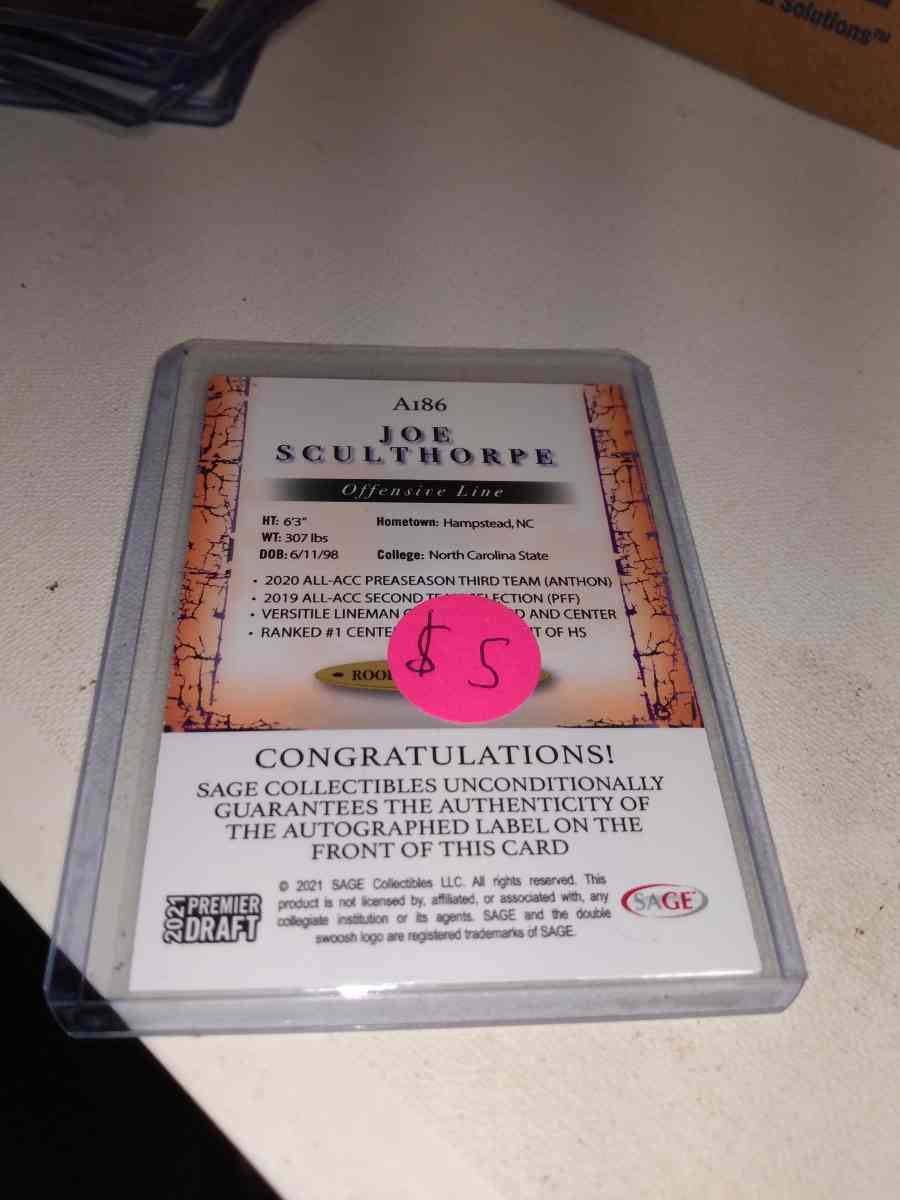 Solutions™
A186
JOE
SCULTHORPE
Offensive Line
HT: 6'3"
Hometown: Hampstead, NC
WT: 307 lbs
DOB: 6/11/98
College: North Carolina State
• 2020 ALL-ACC PREASEASON THIRD TEAM (ANTHON)
• 2019 ALL-ACC SECOND
• VERSITILE LINEMAN AND CENTER
• RANKED #1 OF HS
$ 5
CONGRATULATIONS!
SAGE COLLECTIBLES UNCONDITIONALLY
GUARANTEES THE AUTHENTICITY OF
THE AUTOGRAPHED LABEL ON THE
FRONT OF THIS CARD
2021 PREMIER
DRAFT
© 2021 SAGE Collectibles LLC. All rights reserved. This
product is not licensed by, affiliated, or associated with, any
collegiate institution or its agents. SAGE and the double
swoosh logo are registered trademarks of SAGE.
SAGE